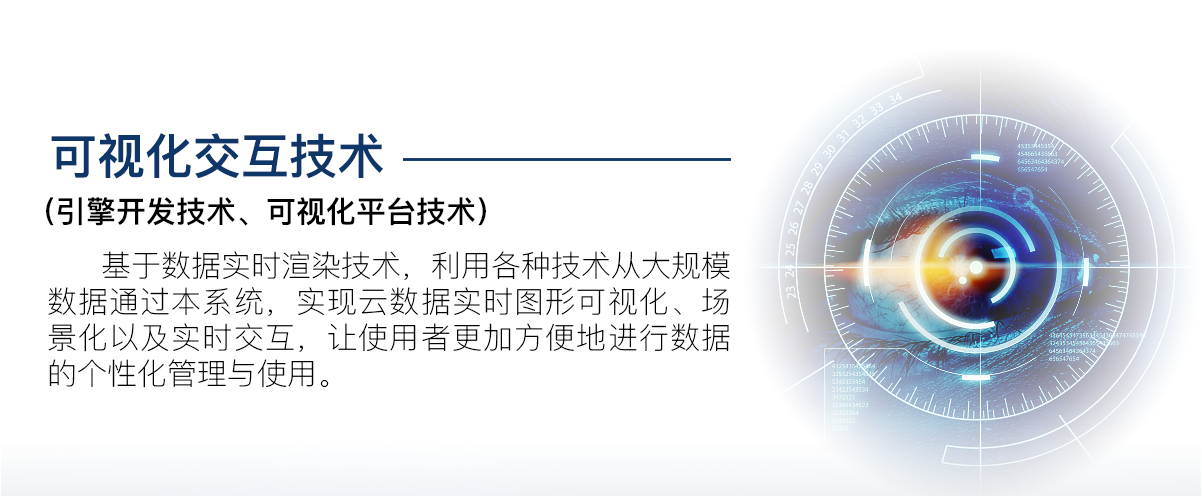 可视化交互技术
（引擎开发技术、可视化平台技术）
基于数据实时渲染技术，利用各种技术从大规模
数据通过本系统，实现云数据实时图形可视化、场
景化以及实时交互，让使用者更加方便地进行数据
的个性化管理与使用。
34
33
32
31
30
29
28
27
26
25
24
23